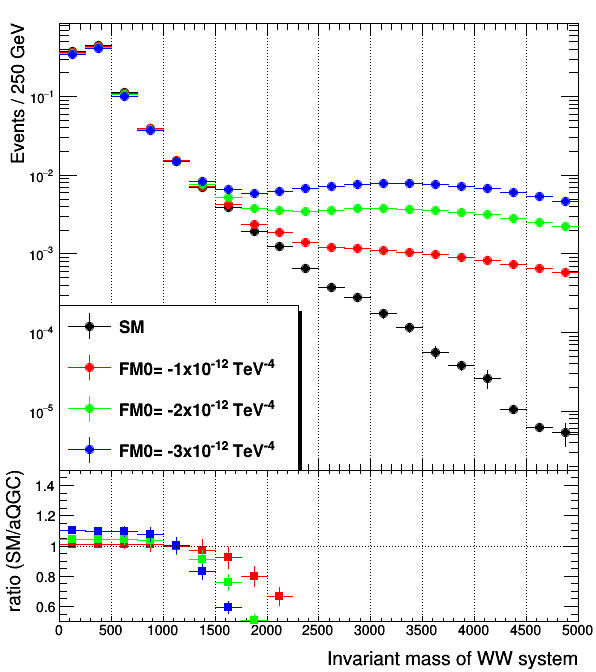 Events / 250 GeV
10⁻¹
10⁻²
10⁻³
10⁻⁴
10⁻⁵
SM
FM0= -1x10⁻¹² TeV⁻⁴
FM0= -2x10⁻¹² TeV⁻⁴
FM0= -3x10⁻¹² TeV⁻⁴
ratio (SM/aQGC)
1.4
1.2
1
0.8
0.6
0 500 1000 1500 2000 2500 3000 3500 4000 4500 5000
Invariant mass of WW system